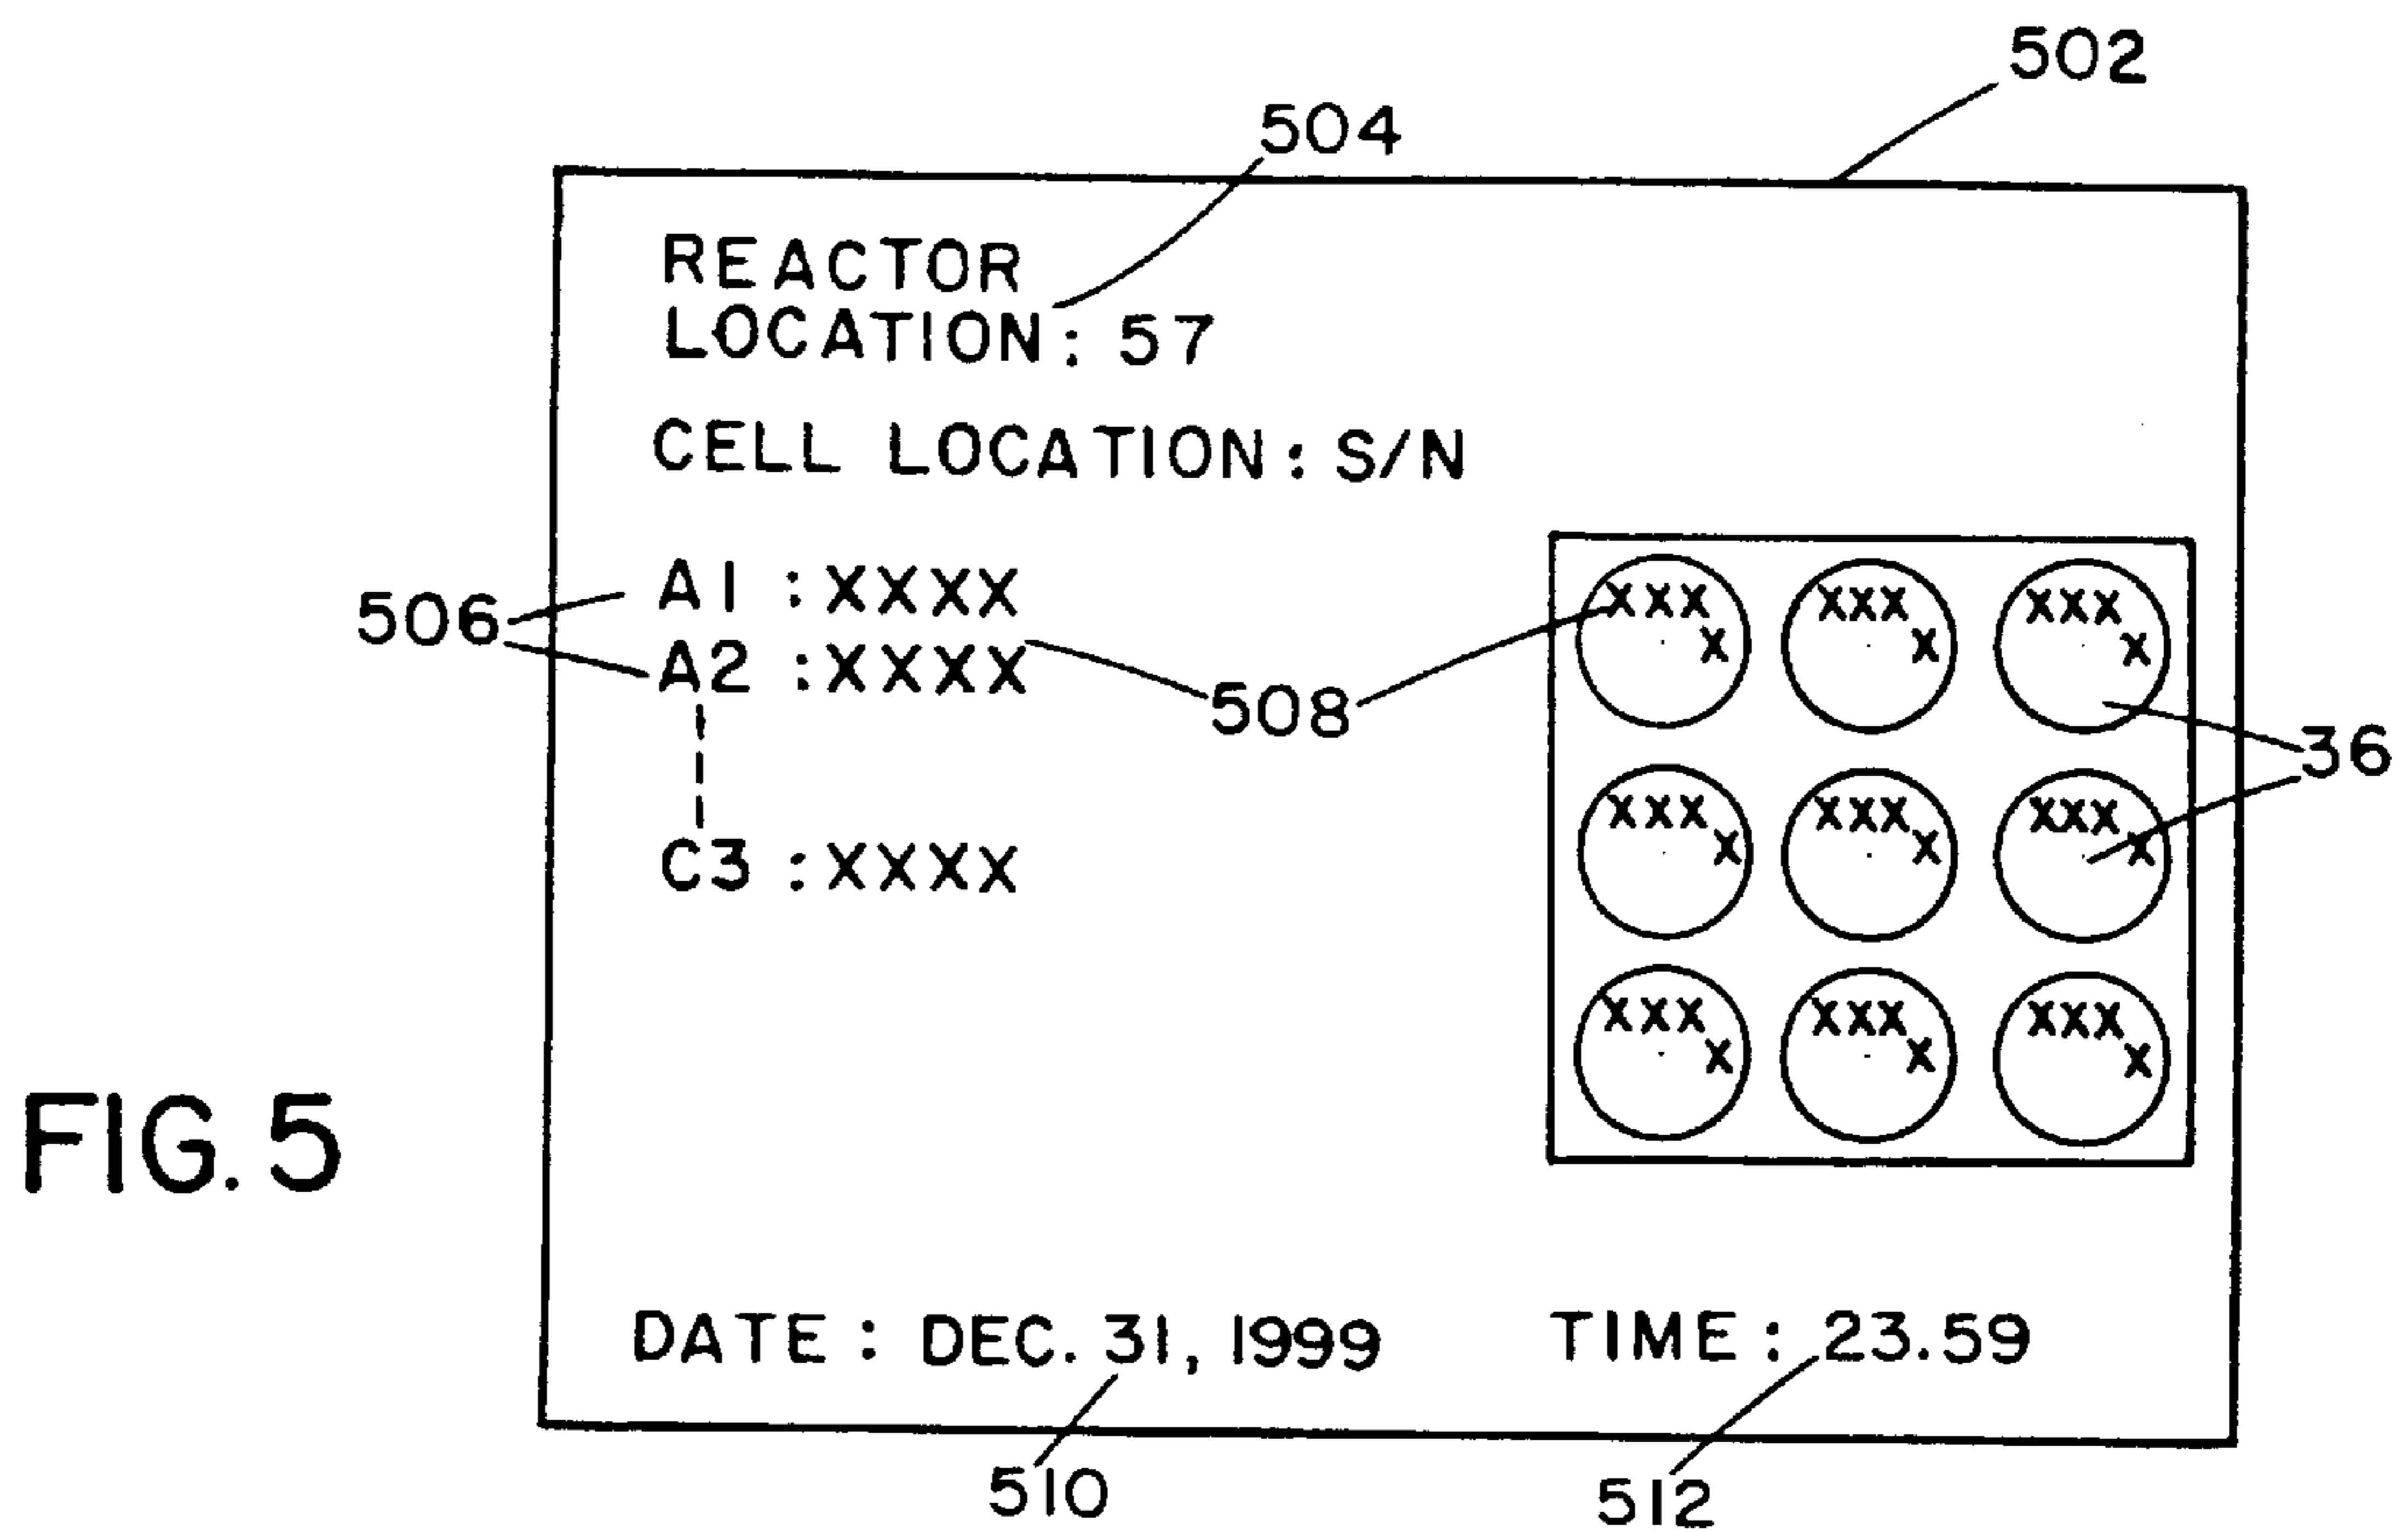 502
504
REACTOR
LOCATION: 57
CELL LOCATION: S/N
506
A1 :XXXX
A2 :XXXX
508
C3 :XXXX
XXX XXX XXX
X X X
36
XXX XXX XXX
X X X
XXX XXX XXX
X X X
FIG. 5
DATE: DEC. 31, 1999 TIME: 23.59
510 512